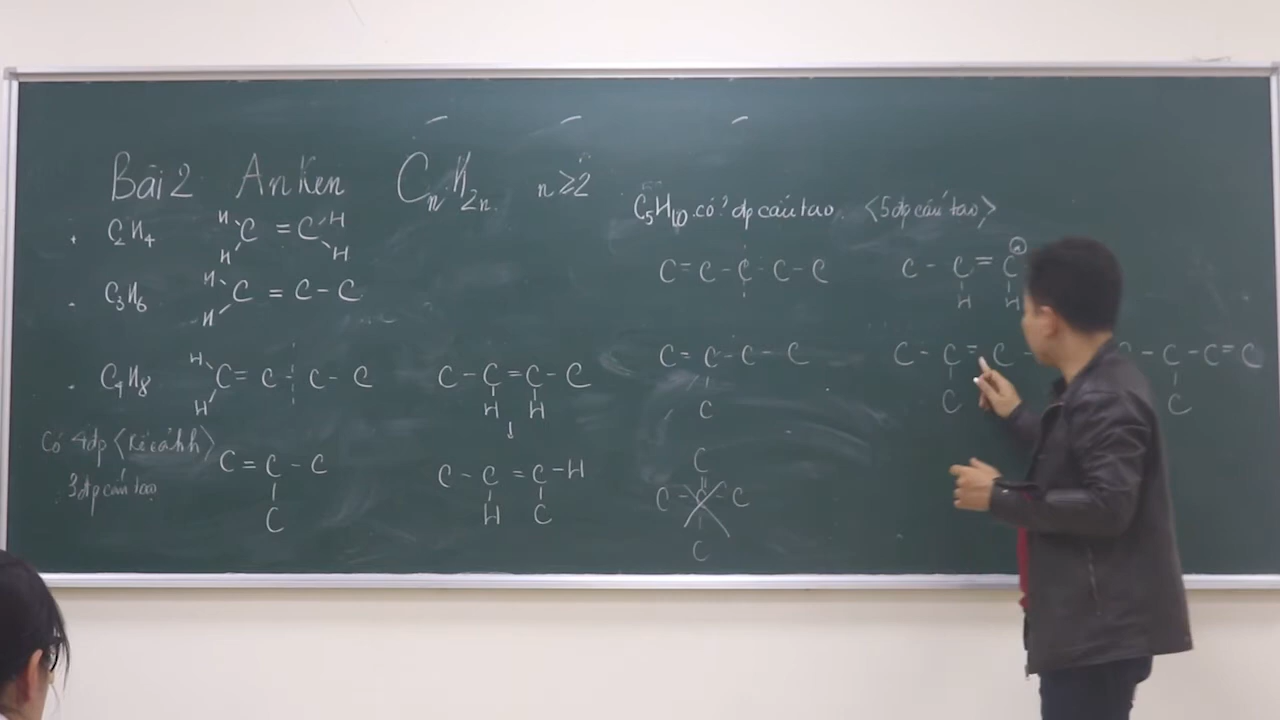 Bài 2 Anken CnH2n n≥2
C5H10 có ? đp cấu tạo <5 đp cấu tạo>
+ C2H4 H C = C H
H H
C = C - C - C - C C - C = C
H H
. C3H6 H C = C - C
H
. C4H8 H C = C - C - C C - C = C - C
H H H
C = C - C - C C - C = C C - C - C = C
C C C
Có 4đp <Kể cả hh>
: 3đp cấu tạo
C = C - C
C
C - C = C - H
H C
C
C - C - C
C